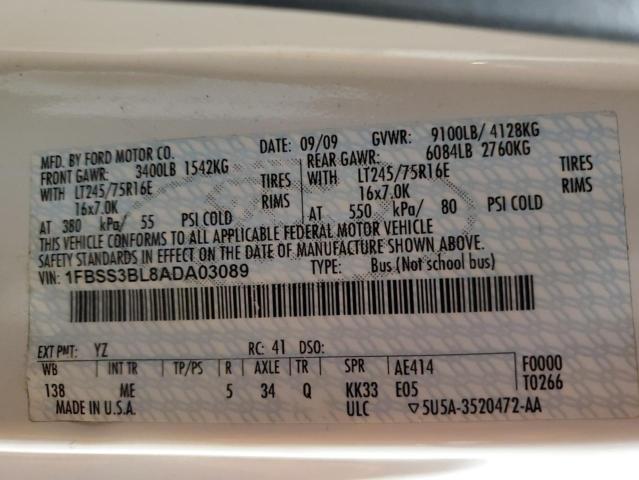 MFD. BY FORD MOTOR CO.
DATE: 09/09 GVWR: 9100LB/ 4128KG
FRONT GAWR: 3400LB 1542KG
REAR GAWR: 6084LB 2760KG
WITH LT245/75R16E TIRES
WITH LT245/75R16E TIRES
16x7.0K RIMS
16x7.0K RIMS
AT 380 kPa/ 55 PSI COLD
AT 550 kPa/ 80 PSI COLD
THIS VEHICLE CONFORMS TO ALL APPLICABLE FEDERAL MOTOR VEHICLE
SAFETY STANDARDS IN EFFECT ON THE DATE OF MANUFACTURE SHOWN ABOVE.
VIN: 1FBSS3BL8ADA03089 TYPE: Bus (Not School bus)
EXT PNT: YZ RC: 41 DSO:
WB INT TR TP/PS R AXLE TR SPR AE414 F0000
138 ME 5 34 Q KK33 E05 T0266
MADE IN U.S.A. ULC ▽5U5A-3520472-AA